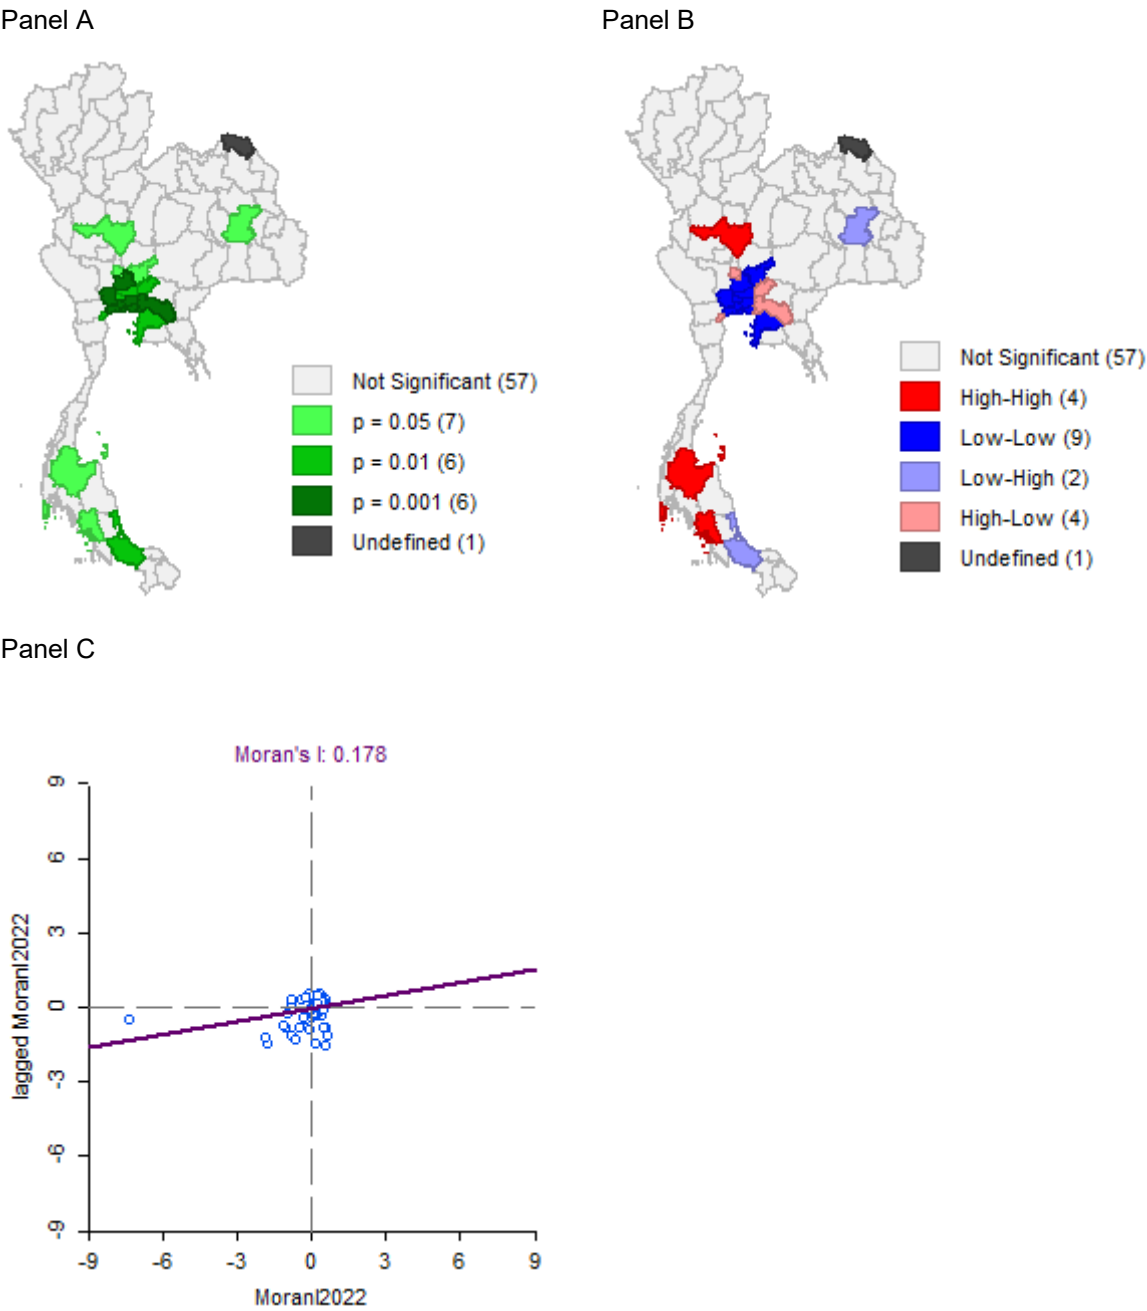 Panel A
Panel B
Not Significant (57)
p = 0.05 (7)
p = 0.01 (6)
p = 0.001 (6)
Undefined (1)
Not Significant (57)
High-High (4)
Low-Low (9)
Low-High (2)
High-Low (4)
Undefined (1)
Panel C
Moran's I: 0.178
9
6
3
0
-3
-6
-9
lagged MoranI2022
-9 -6 -3 0 3 6 9
MoranI2022